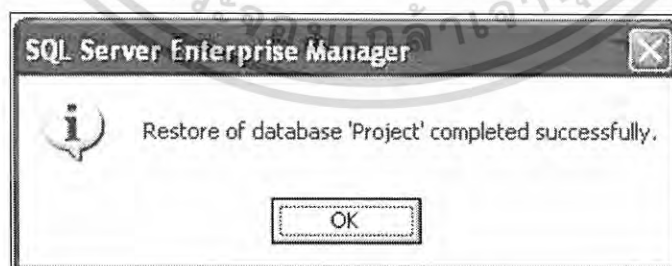 SQL Server Enterprise Manager
Restore of database 'Project' completed successfully.
OK